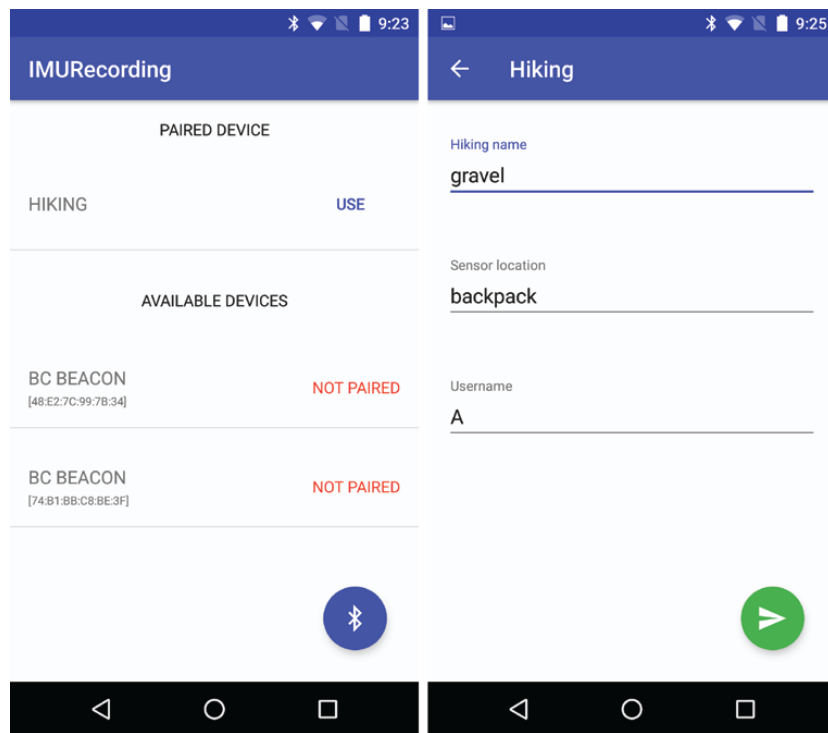 9:23
IMURecording
PAIRED DEVICE
HIKING USE
AVAILABLE DEVICES
BC BEACON
[48:E2:7C:99:7B:34]
NOT PAIRED
BC BEACON
[74:B1:BB:C8:BE:3F]
NOT PAIRED
9:25
Hiking
Hiking name
gravel
Sensor location
backpack
Username
A